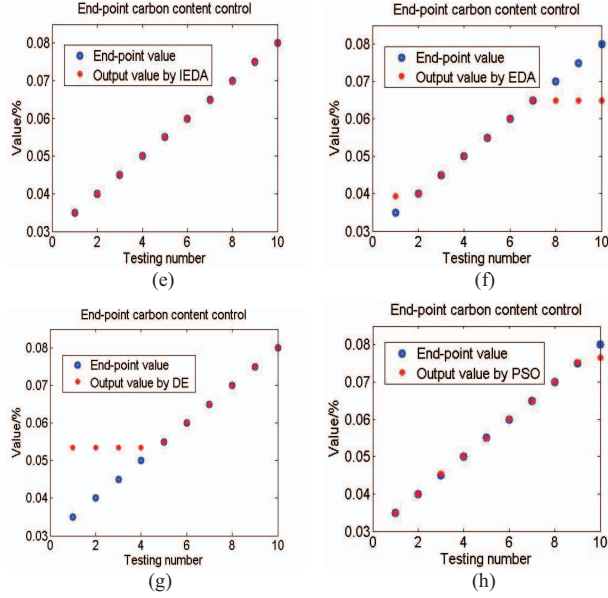 End-point carbon content control
Value/%
0.08
0.07
0.06
0.05
0.04
0.03
End-point value
Output value by IEDA
0 2 4 6 8 10
Testing number
(e)
End-point carbon content control
Value/%
0.08
0.07
0.06
0.05
0.04
0.03
End-point value
Output value by EDA
0 2 4 6 8 10
Testing number
(f)
End-point carbon content control
Value/%
0.08
0.07
0.06
0.05
0.04
0.03
End-point value
Output value by DE
0 2 4 6 8 10
Testing number
(g)
End-point carbon content control
Value/%
0.08
0.07
0.06
0.05
0.04
0.03
End-point value
Output value by PSO
0 2 4 6 8 10
Testing number
(h)